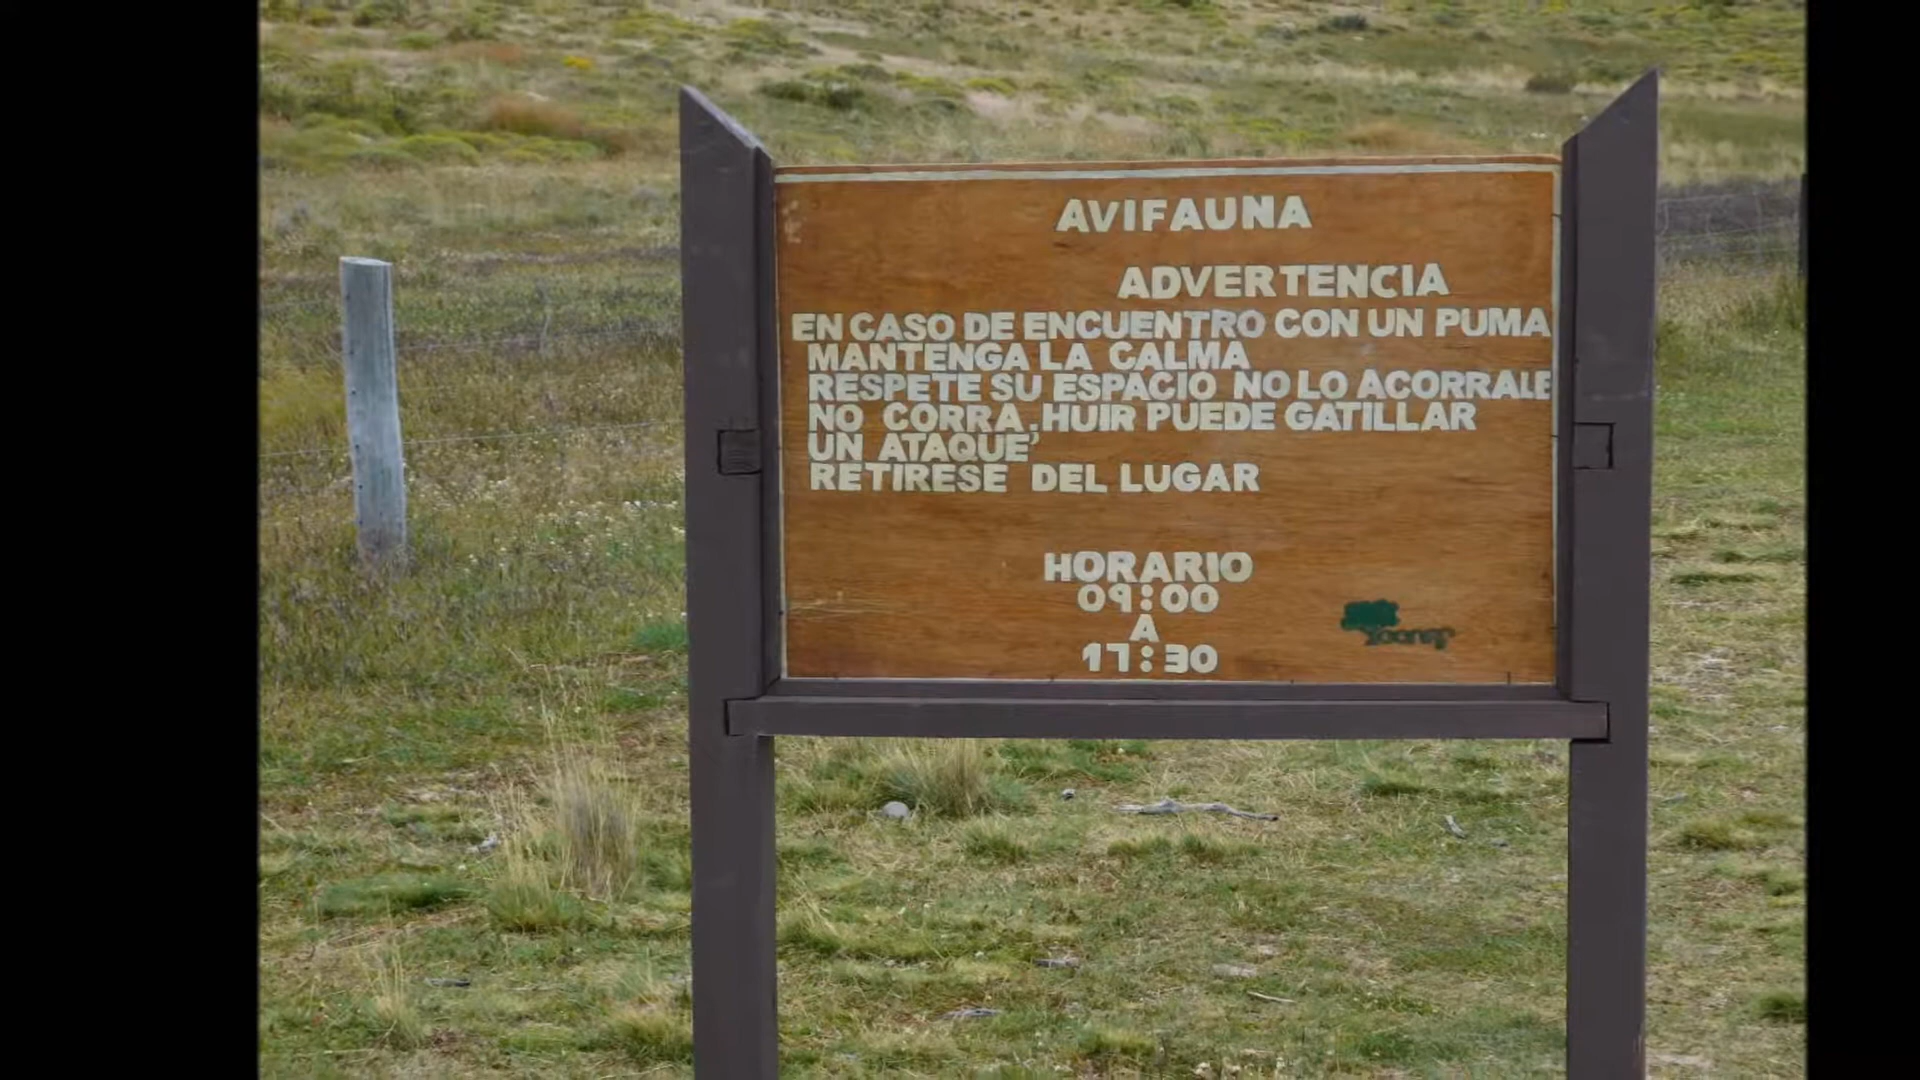 AVIFAUNA
ADVERTENCIA
EN CASO DE ENCUENTRO CON UN PUMA
MANTENGA LA CALMA
RESPETE SU ESPACIO NO LO ACORRALE
NO CORRA, HUIR PUEDE GATILLAR
UN ATAQUE
RETIRESE DEL LUGAR
HORARIO
09:00
A
17:30